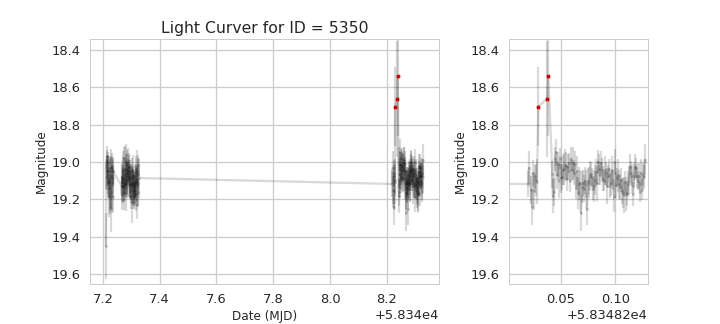 Light Curver for ID = 5350
Magnitude
18.4
18.6
18.8
19.0
19.2
19.4
19.6
7.2 7.4 7.6 7.8 8.0 8.2
Date (MJD)
+5.834e4
Magnitude
18.4
18.6
18.8
19.0
19.2
19.4
19.6
0.05 0.10
+5.83482e4